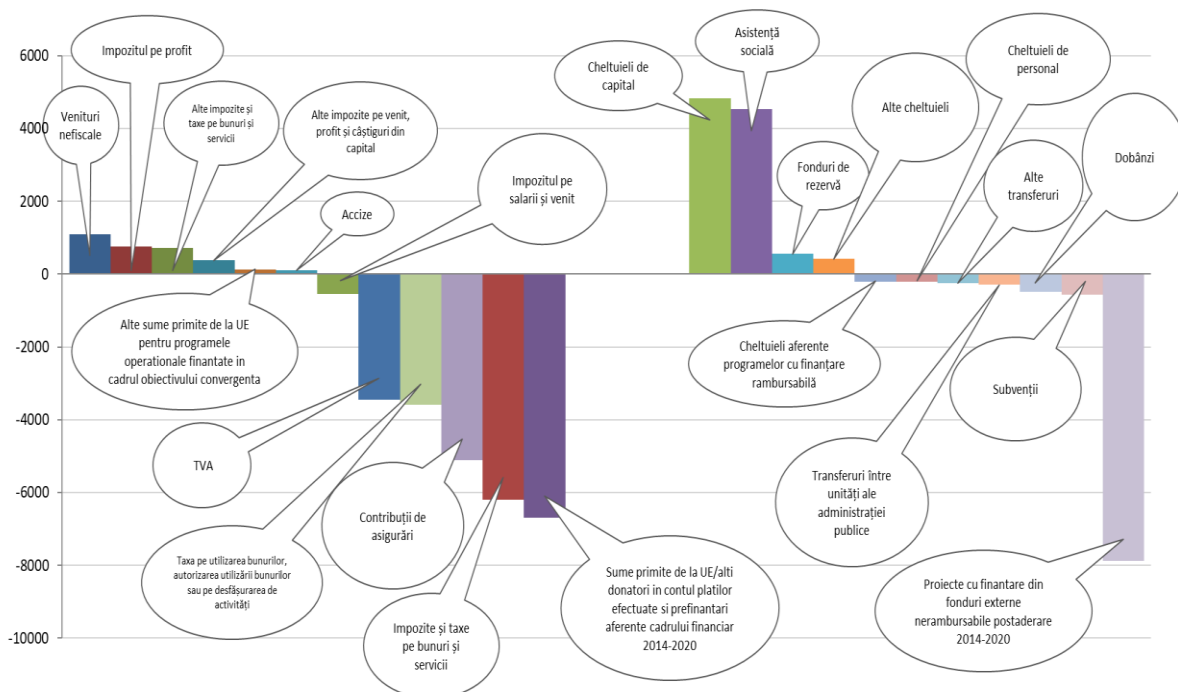 6000
4000
2000
0
-2000
-4000
-6000
-8000
-10000
Venituri
nefiscale
Impozitul pe profit
Alte impozite și
taxe pe bunuri și
servicii
Alte impozite pe venit,
profit și câștiguri din
capital
Accize
Impozitul pe
salarii și venit
Alte sume primite de la UE
pentru programele
operationale finantate in
cadrul obiectivului convergenta
TVA
Taxa pe utilizarea bunurilor,
autorizarea utilizării bunurilor
sau pe desfășurarea de
activități
Contribuții de
asigurări
Impozite și taxe
pe bunuri și
servicii
Sume primite de la UE/alti
donatori in contul platilor
efectuate si prefinantari
aferente cadrului financiar
2014-2020
Cheltuieli de
capital
Asistență
socială
Fonduri de
rezervă
Alte cheltuieli
Cheltuieli de
personal
Alte
transferuri
Dobânzi
Cheltuieli aferente
programelor cu finanțare
rambursabilă
Transferuri între
unități ale
administrației
publice
Subvenții
Proiecte cu finantare din
fonduri externe
nerambursabile postaderare
2014-2020